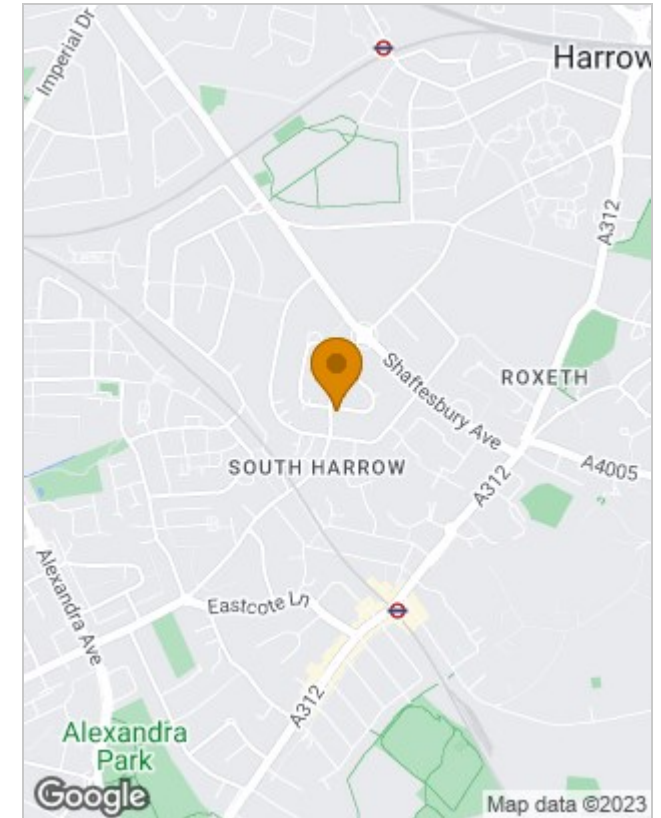 Imperial Dr
Harrow
A312
Shaftesbury Ave
ROXETH
SOUTH HARROW
A4005
A312
Alexandra Ave
Eastcote Ln
A312
Alexandra
Park
Google
Map data ©2023